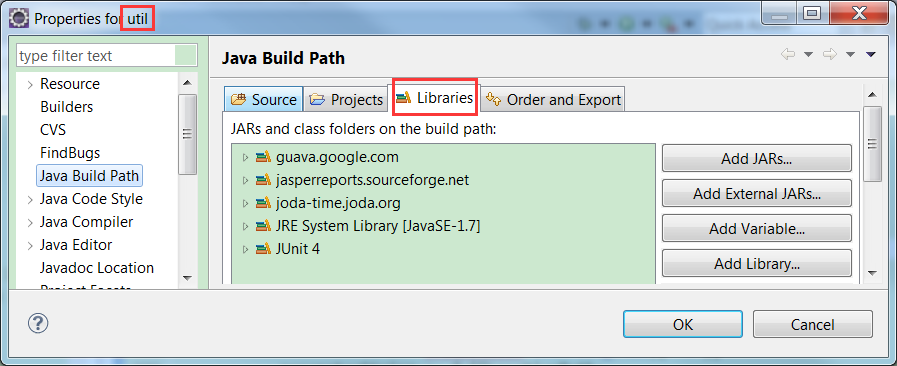 Properties for util
type filter text
Resource
Builders
CVS
FindBugs
Java Build Path
Java Code Style
Java Compiler
Java Editor
Javadoc Location
Project Facets
Java Build Path
Source
Projects
Libraries
Order and Export
JARs and class folders on the build path:
guava.google.com
jasperreports.sourceforge.net
joda-time.joda.org
JRE System Library [JavaSE-1.7]
JUnit 4
Add JARs...
Add External JARs...
Add Variable...
Add Library...
?
OK
Cancel